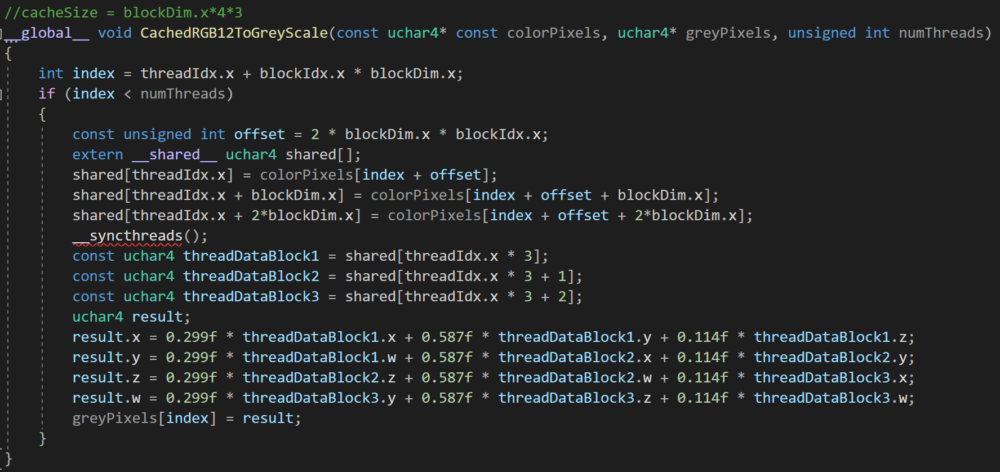 //cacheSize = blockDim.x*4*3
__global__ void CachedRGB12ToGreyScale(const uchar4* const colorPixels, uchar4* greyPixels, unsigned int numThreads)
{
    int index = threadIdx.x + blockIdx.x * blockDim.x;
    if (index < numThreads)
    {
        const unsigned int offset = 2 * blockDim.x * blockIdx.x;
        extern __shared__ uchar4 shared[];
        shared[threadIdx.x] = colorPixels[index + offset];
        shared[threadIdx.x + blockDim.x] = colorPixels[index + offset + blockDim.x];
        shared[threadIdx.x + 2*blockDim.x] = colorPixels[index + offset + 2*blockDim.x];
        __syncthreads();
        const uchar4 threadDataBlock1 = shared[threadIdx.x * 3];
        const uchar4 threadDataBlock2 = shared[threadIdx.x * 3 + 1];
        const uchar4 threadDataBlock3 = shared[threadIdx.x * 3 + 2];
        uchar4 result;
        result.x = 0.299f * threadDataBlock1.x + 0.587f * threadDataBlock1.y + 0.114f * threadDataBlock1.z;
        result.y = 0.299f * threadDataBlock1.w + 0.587f * threadDataBlock2.x + 0.114f * threadDataBlock2.y;
        result.z = 0.299f * threadDataBlock2.z + 0.587f * threadDataBlock2.w + 0.114f * threadDataBlock3.x;
        result.w = 0.299f * threadDataBlock3.y + 0.587f * threadDataBlock3.z + 0.114f * threadDataBlock3.w;
        greyPixels[index] = result;
    }
}